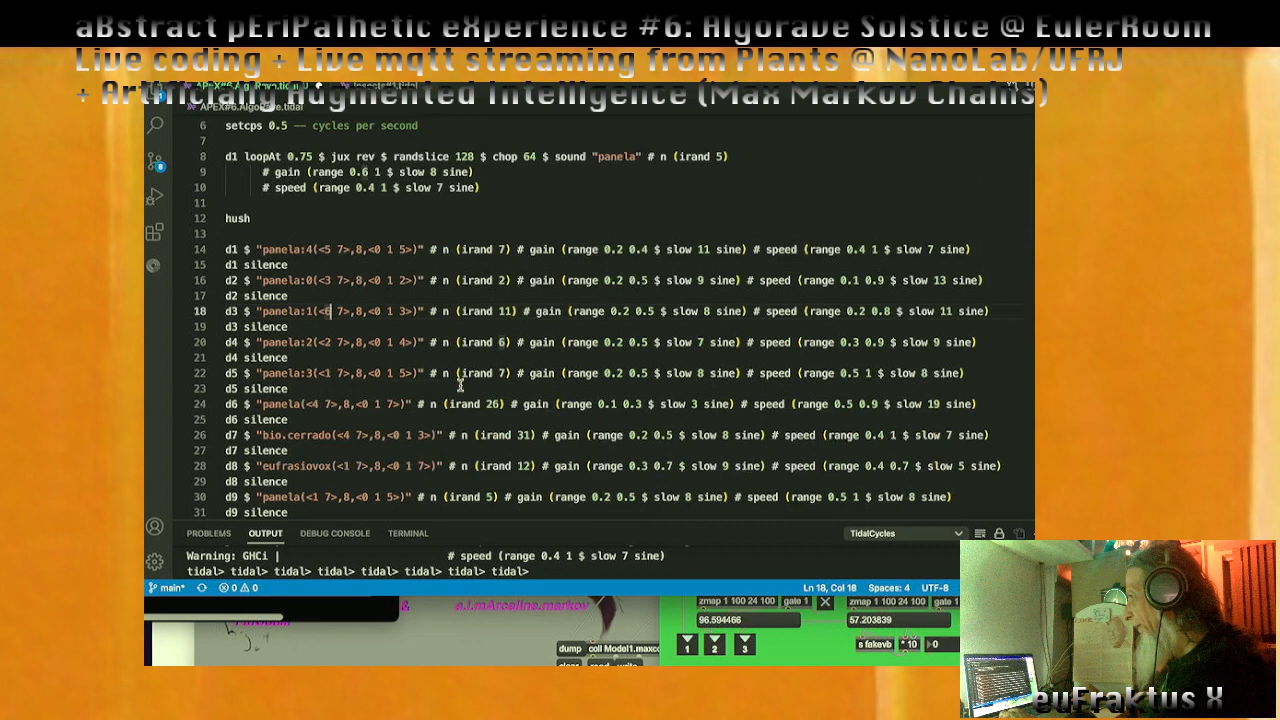 aBstract pEriPaThetic eXperience #6: Algorave Solstice @ EulerRoom
Live coding + Live mqtt streaming from Plants @ NanoLab/UFRJ
+ Artificial Augmented Intelligence (Max Markov Chains)
APEX#6.AlgoRave.tidal
6 setcps 0.5 -- cycles per second
7
8 d1 loopAt 0.75 $ jux rev $ randslice 128 $ chop 64 $ sound "panela" # n (irand 5)
9 # gain (range 0.6 1 $ slow 8 sine)
10 # speed (range 0.4 1 $ slow 7 sine)
11
12 hush
13
14 d1 $ "panela:4(<5 7>,8,<0 1 5>)" # n (irand 7) # gain (range 0.2 0.4 $ slow 11 sine) # speed (range 0.4 1 $ slow 7 sine)
15 d1 silence
16 d2 $ "panela:0(<3 7>,8,<0 1 2>)" # n (irand 2) # gain (range 0.2 0.5 $ slow 9 sine) # speed (range 0.1 0.9 $ slow 13 sine)
17 d2 silence
18 d3 $ "panela:1(<6 7>,8,<0 1 3>)" # n (irand 11) # gain (range 0.2 0.5 $ slow 8 sine) # speed (range 0.2 0.8 $ slow 11 sine)
19 d3 silence
20 d4 $ "panela:2(<2 7>,8,<0 1 4>)" # n (irand 6) # gain (range 0.2 0.5 $ slow 7 sine) # speed (range 0.3 0.9 $ slow 9 sine)
21 d4 silence
22 d5 $ "panela:3(<1 7>,8,<0 1 5>)" # n (irand 7) # gain (range 0.2 0.5 $ slow 8 sine) # speed (range 0.5 1 $ slow 8 sine)
23 d5 silence
24 d6 $ "panela(<4 7>,8,<0 1 7>)" # n (irand 26) # gain (range 0.1 0.3 $ slow 3 sine) # speed (range 0.5 0.9 $ slow 19 sine)
25 d6 silence
26 d7 $ "bio.cerrado(<4 7>,8,<0 1 3>)" # n (irand 31) # gain (range 0.2 0.5 $ slow 8 sine) # speed (range 0.4 1 $ slow 7 sine)
27 d7 silence
28 d8 $ "eufrasiovox(<1 7>,8,<0 1 7>)" # n (irand 12) # gain (range 0.3 0.7 $ slow 9 sine) # speed (range 0.4 0.7 $ slow 5 sine)
29 d8 silence
30 d9 $ "panela(<1 7>,8,<0 1 5>)" # n (irand 5) # gain (range 0.2 0.5 $ slow 8 sine) # speed (range 0.5 1 $ slow 8 sine)
31 d9 silence
PROBLEMS OUTPUT DEBUG CONSOLE TERMINAL TidalCycles
Warning: GHCi | # speed (range 0.4 1 $ slow 7 sine)
tidal> tidal> tidal> tidal> tidal> tidal> tidal> tidal>
main* 0 0 Ln 18, Col 18 Spaces: 4 UTF-8
& a.i.mArcelino.markov
zmap 1 100 24 100 gate 1 zmap 1 100 24 100 gate 1
96.594466 57.203839
1 2 3 s fakevb * 10 0
dump coll Model1.maxco
euFraktus X